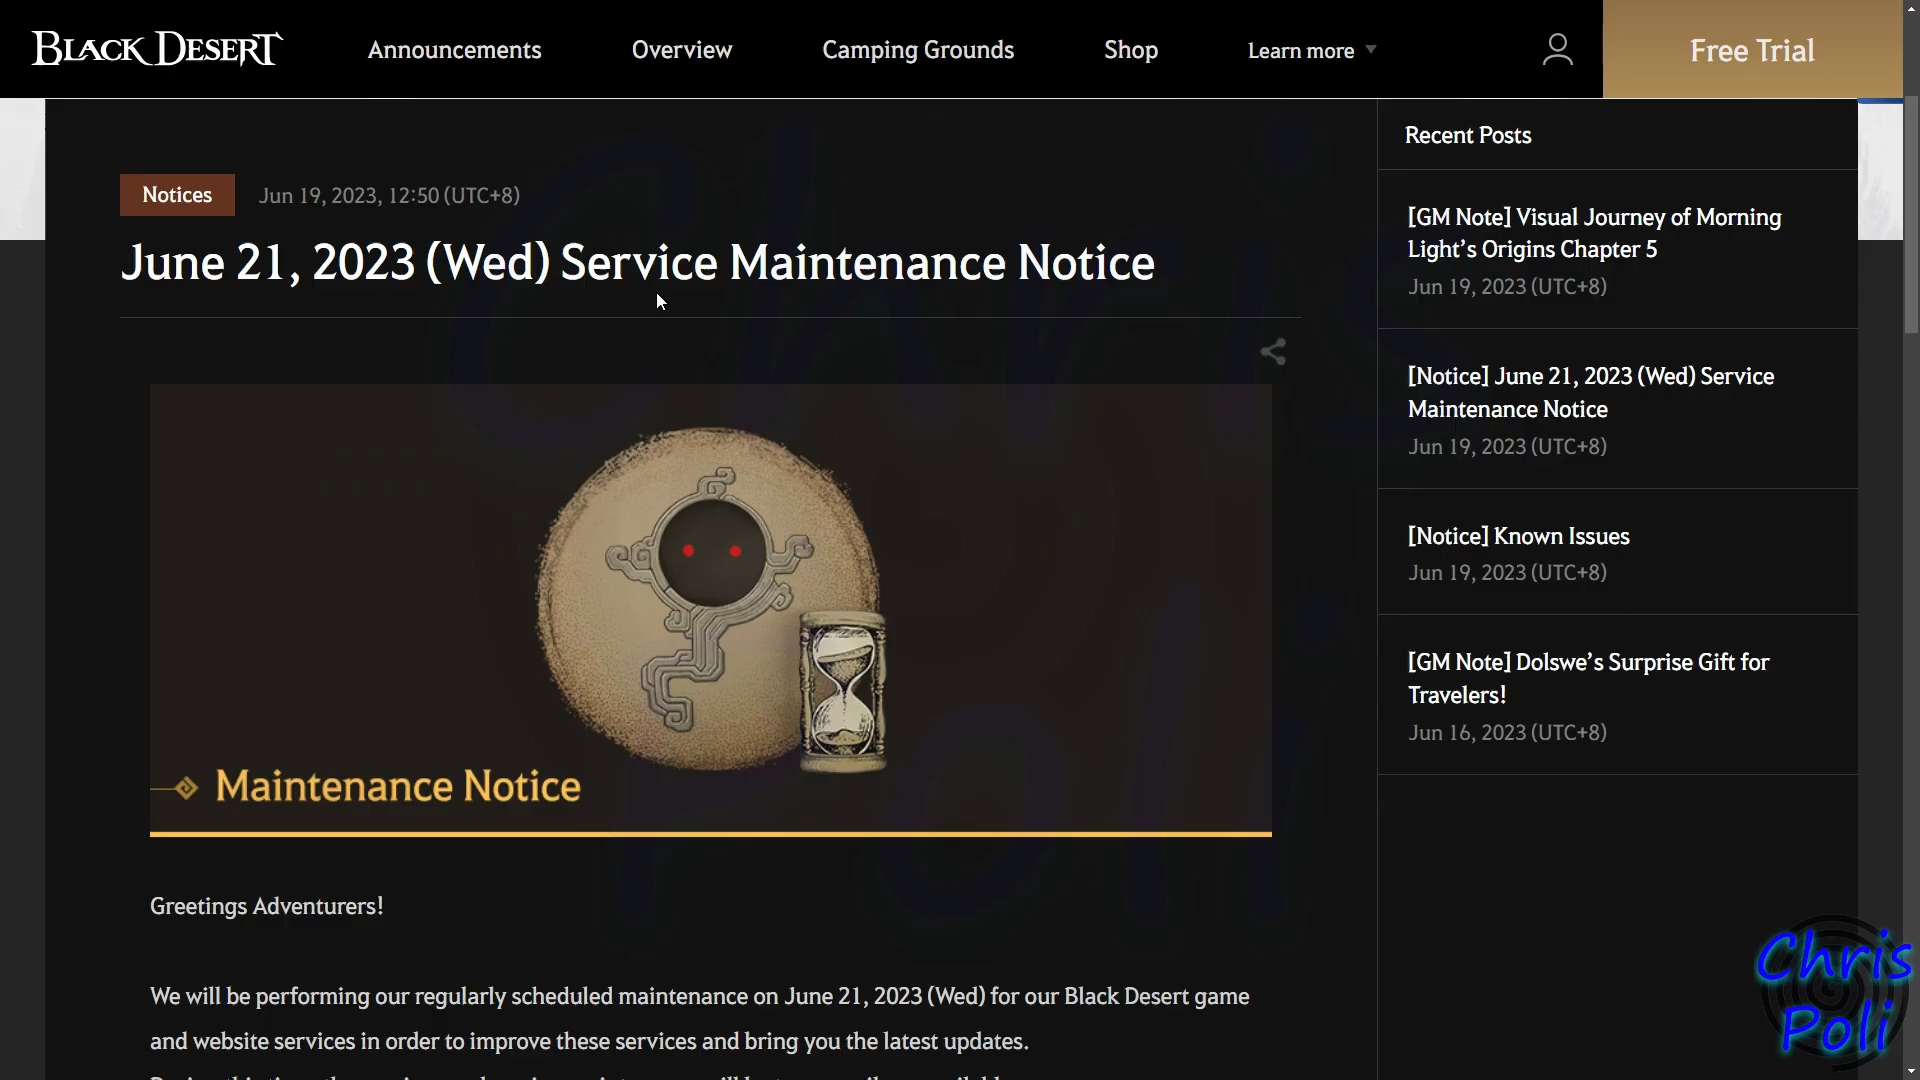 BLACK DESERT
Announcements
Overview
Camping Grounds
Shop
Learn more
Free Trial
Notices
Jun 19, 2023, 12:50 (UTC+8)
June 21, 2023 (Wed) Service Maintenance Notice
Maintenance Notice
Greetings Adventurers!
We will be performing our regularly scheduled maintenance on June 21, 2023 (Wed) for our Black Desert game
and website services in order to improve these services and bring you the latest updates.
Recent Posts
[GM Note] Visual Journey of Morning
Light’s Origins Chapter 5
Jun 19, 2023 (UTC+8)
[Notice] June 21, 2023 (Wed) Service
Maintenance Notice
Jun 19, 2023 (UTC+8)
[Notice] Known Issues
Jun 19, 2023 (UTC+8)
[GM Note] Dolswe’s Surprise Gift for
Travelers!
Jun 16, 2023 (UTC+8)
Chris
Poli
Chris
Poli